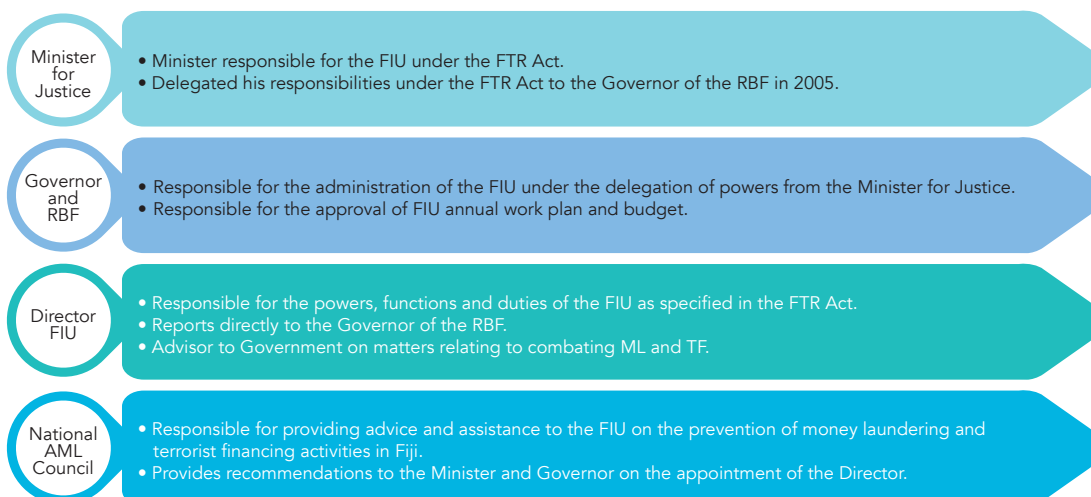 Minister
for
Justice
• Minister responsible for the FIU under the FTR Act.
• Delegated his responsibilities under the FTR Act to the Governor of the RBF in 2005.
Governor
and
RBF
• Responsible for the administration of the FIU under the delegation of powers from the Minister for Justice.
• Responsible for the approval of FIU annual work plan and budget.
Director
FIU
• Responsible for the powers, functions and duties of the FIU as specified in the FTR Act.
• Reports directly to the Governor of the RBF.
• Advisor to Government on matters relating to combating ML and TF.
National
AML
Council
• Responsible for providing advice and assistance to the FIU on the prevention of money laundering and
terrorist financing activities in Fiji.
• Provides recommendations to the Minister and Governor on the appointment of the Director.